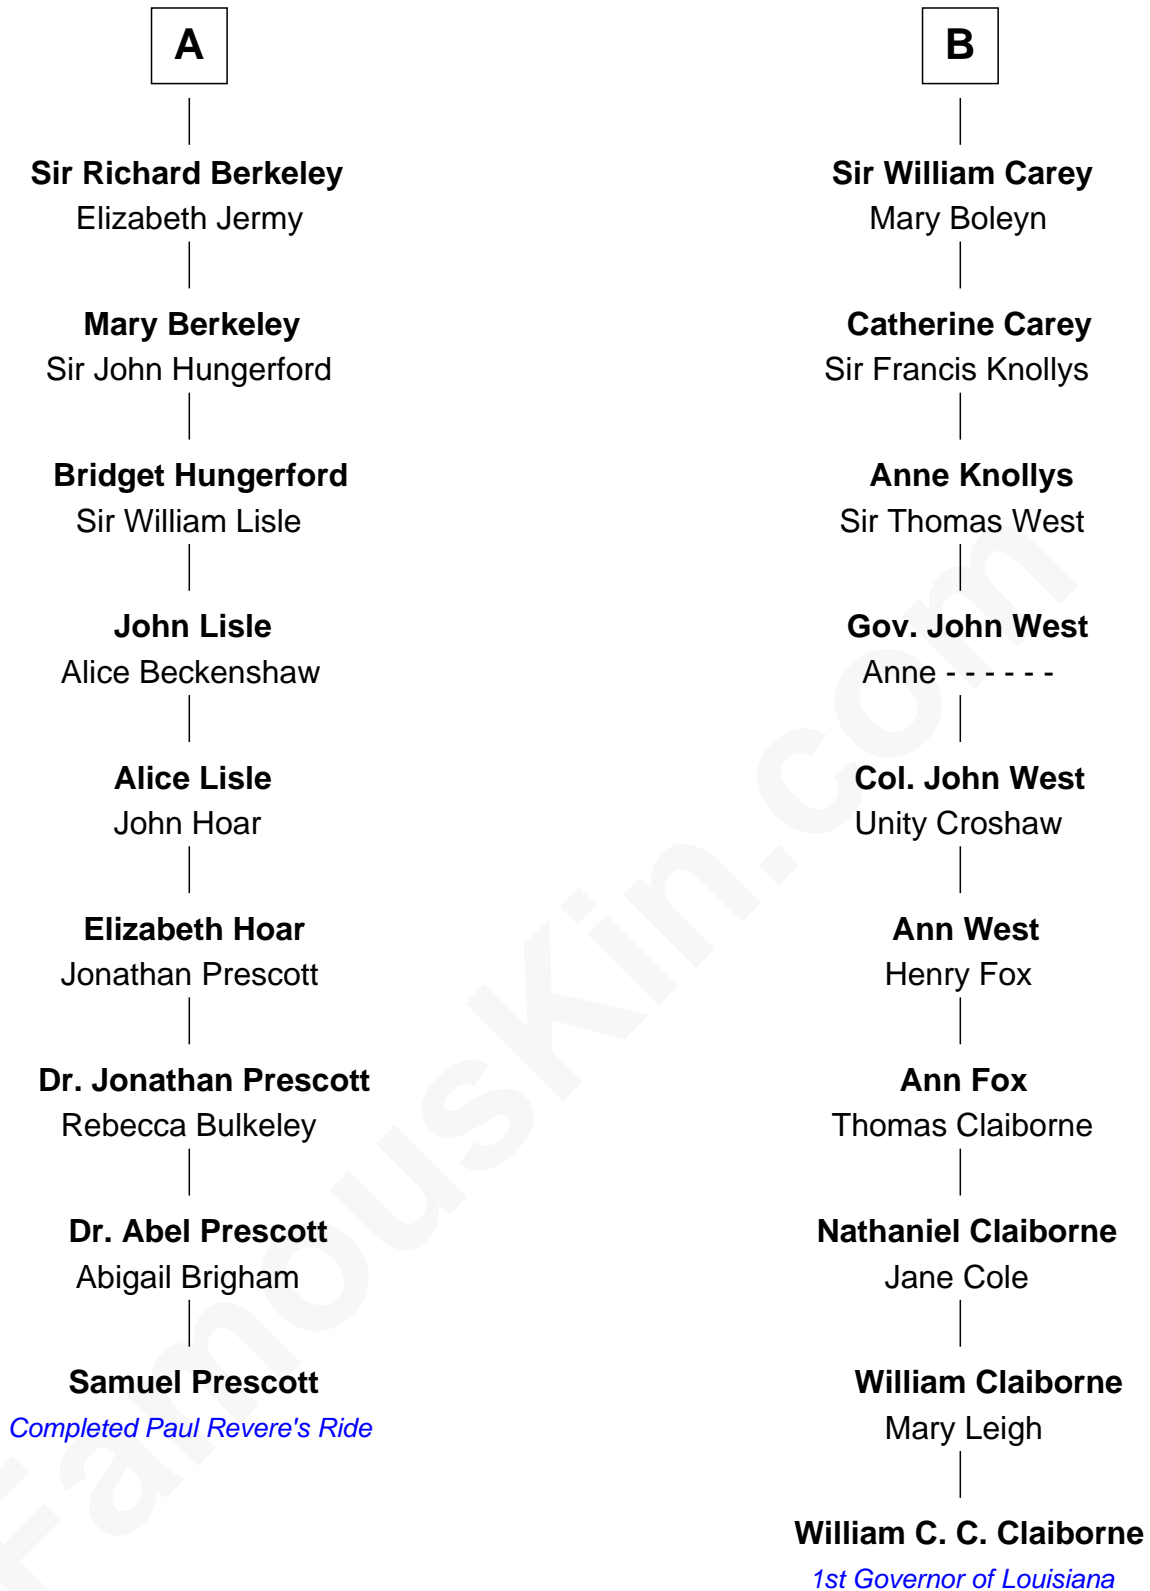 A
Sir Richard Berkeley
Elizabeth Jermy
Mary Berkeley
Sir John Hungerford
Bridget Hungerford
Sir William Lisle
John Lisle
Alice Beckenshaw
Alice Lisle
John Hoar
Elizabeth Hoar
Jonathan Prescott
Dr. Jonathan Prescott
Rebecca Bulkeley
Dr. Abel Prescott
Abigail Brigham
Samuel Prescott
Completed Paul Revere's Ride
B
Sir William Carey
Mary Boleyn
Catherine Carey
Sir Francis Knollys
Anne Knollys
Sir Thomas West
Gov. John West
Anne - - - - - -
Col. John West
Unity Croshaw
Ann West
Henry Fox
Ann Fox
Thomas Claiborne
Nathaniel Claiborne
Jane Cole
William Claiborne
Mary Leigh
William C. C. Claiborne
1st Governor of Louisiana
FamousKin.com